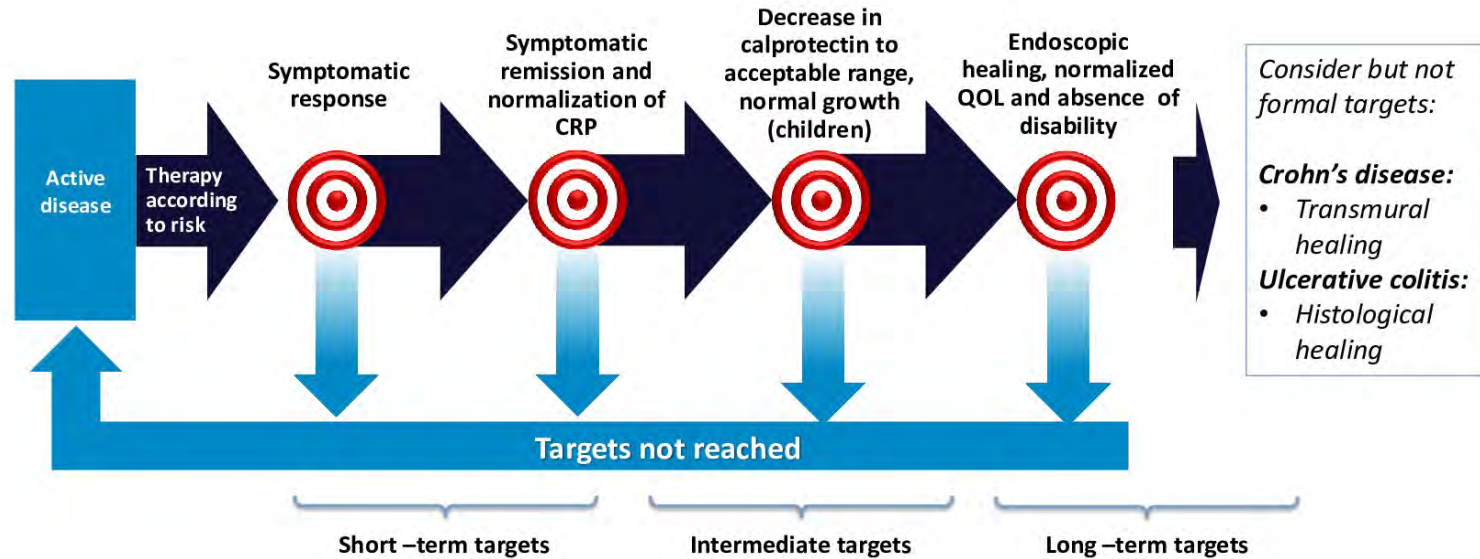 Active
disease
Therapy
according
to risk
Symptomatic
response
Symptomatic
remission and
normalization of
CRP
Decrease in
calprotectin to
acceptable range,
normal growth
(children)
Endoscopic
healing, normalized
QOL and absence of
disability
Consider but not
formal targets:
Crohn’s disease:
• Transmural
healing
Ulcerative colitis:
• Histological
healing
Targets not reached
Short –term targets
Intermediate targets
Long –term targets